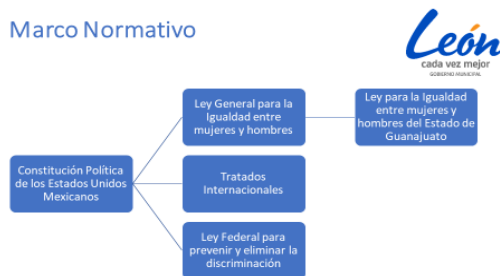 Marco Normativo
León
cada vez mejor
GOBIERNO MUNICIPAL
Ley General para la
Igualdad entre
mujeres y hombres
Ley para la Igualdad
entre mujeres y
hombres del Estado de
Guanajuato
Constitución Política
de los Estados Unidos
Mexicanos
Tratados
Internacionales
Ley Federal para
prevenir y eliminar la
discriminación